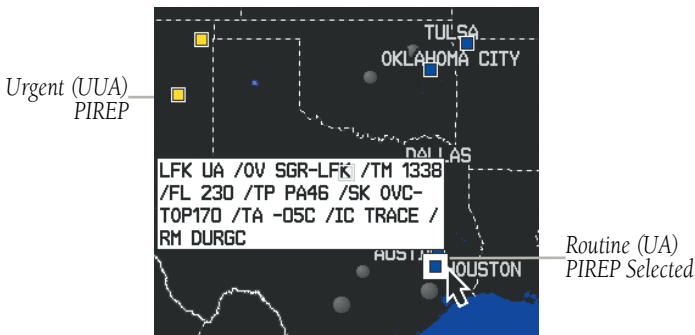 TULSA
OKLAHOMA CITY
Urgent (UUA)
PIREP
DALLAS
LFK UA /OV SGR-LFK /TM 1338
/FL 230 /TP PA46 /SK OVC-
TOP170 /TA -05C /IC TRACE /
RM DURGC
AUSTIN
HOUSTON
Routine (UA)
PIREP Selected